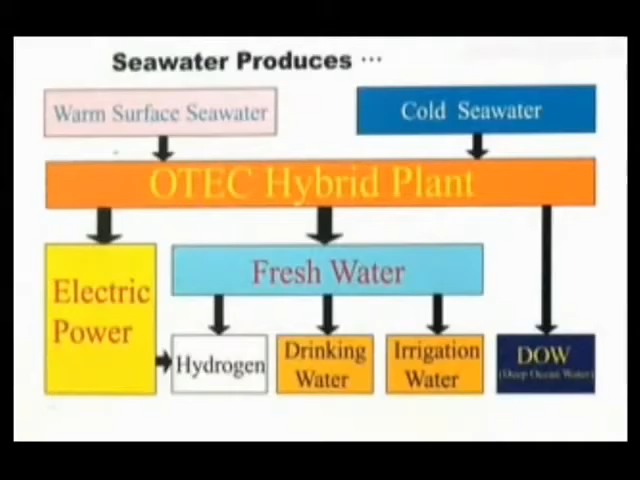 Seawater Produces ...
Warm Surface Seawater
Cold Seawater
OTEC Hybrid Plant
Electric
Power
Fresh Water
Hydrogen
Drinking
Water
Irrigation
Water
DOW
(Deep Ocean Water)